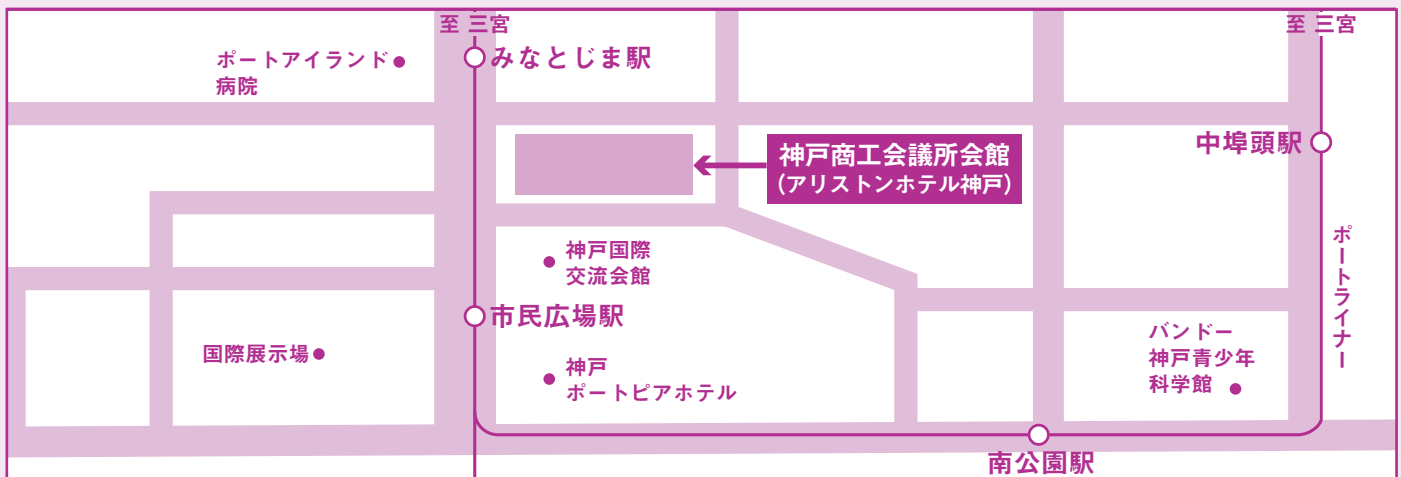 至 三宮
至 三宮
みなとじま駅
ポートアイランド
病院
中埠頭駅
神戸商工会議所会館
(アリストンホテル神戸)
ポートライナー
神戸国際
交流会館
市民広場駅
国際展示場
神戸
ポートピアホテル
バンドー
神戸青少年
科学館
南公園駅